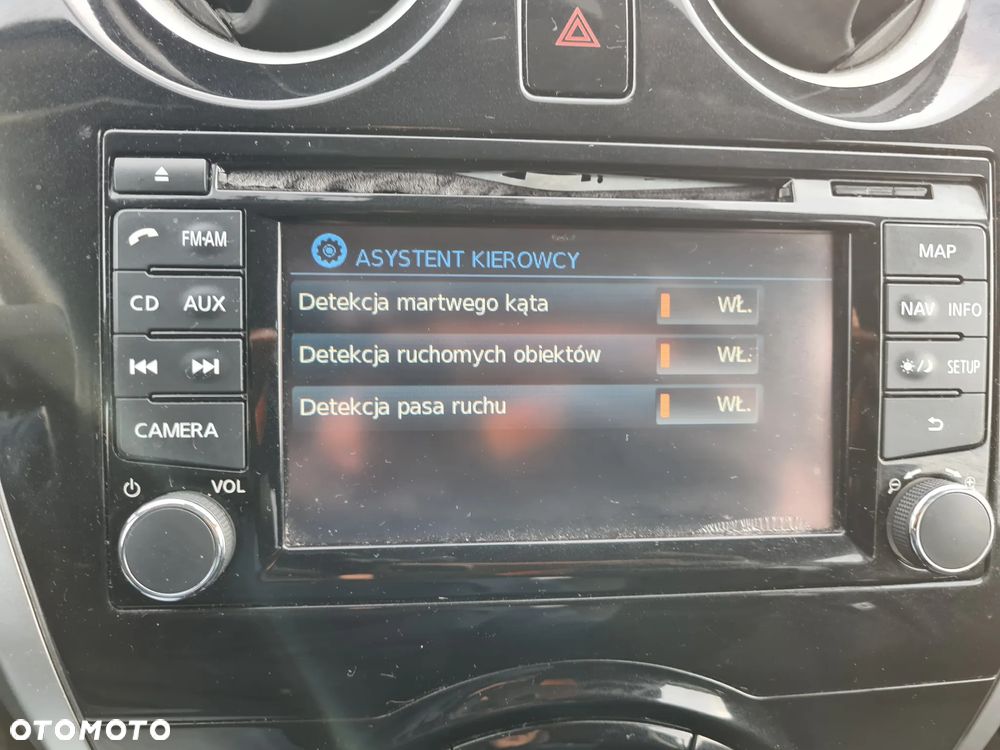 FM·AM
CD AUX
CAMERA
VOL
ASYSTENT KIEROWCY
Detekcja martwego kąta WŁ.
Detekcja ruchomych obiektów WŁ.
Detekcja pasa ruchu WŁ.
MAP
NAV INFO
SETUP
OTOMOTO